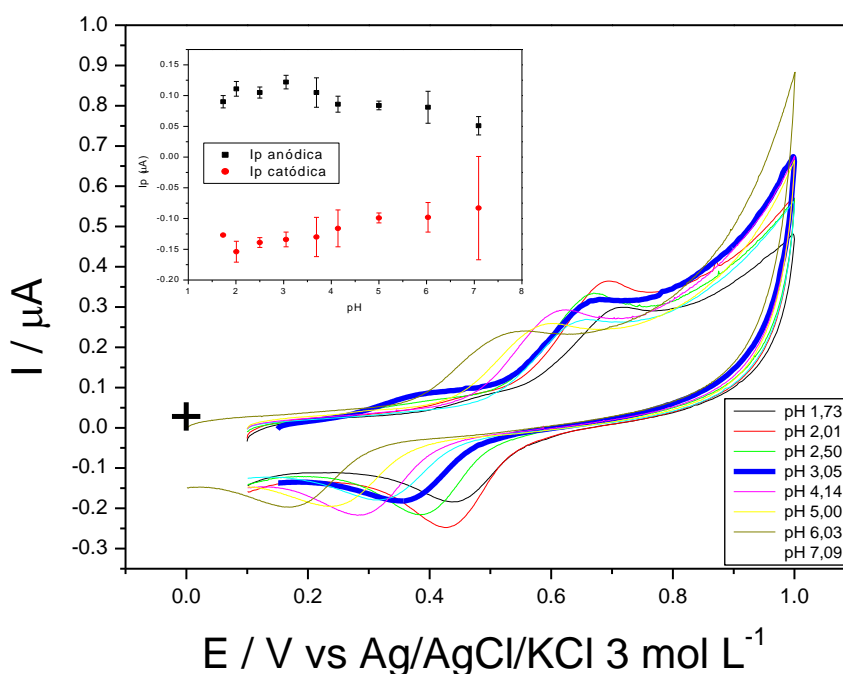 1.0
0.9
0.8
0.7
0.6
0.5
0.4
0.3
0.2
0.1
0.0
-0.1
-0.2
-0.3
I / μA
0.15
0.10
0.05
0.00
-0.05
-0.10
-0.15
-0.20
Ip (μA)
Ip anódica
Ip catódica
1 2 3 4 5 6 7 8
pH
+
pH 1,73
pH 2,01
pH 2,50
pH 3,05
pH 4,14
pH 5,00
pH 6,03
pH 7,09
0.0 0.2 0.4 0.6 0.8 1.0
E / V vs Ag/AgCl/KCl 3 mol L⁻¹